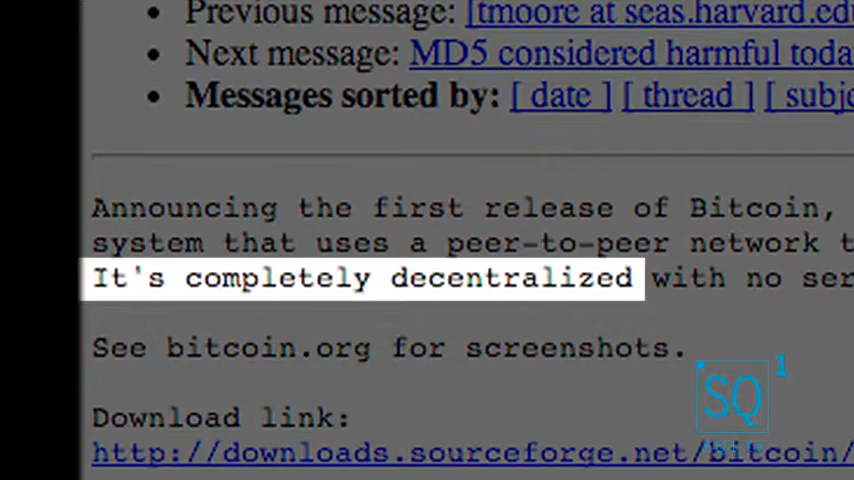 Previous message: [tmoore at seas.harvard.edu
Next message: MD5 considered harmful toda
Messages sorted by: [ date ] [ thread ] [ subje
Announcing the first release of Bitcoin,
system that uses a peer-to-peer network t
It's completely decentralized with no ser
See bitcoin.org for screenshots.
Download link:
http://downloads.sourceforge.net/bitcoin/
SQ1